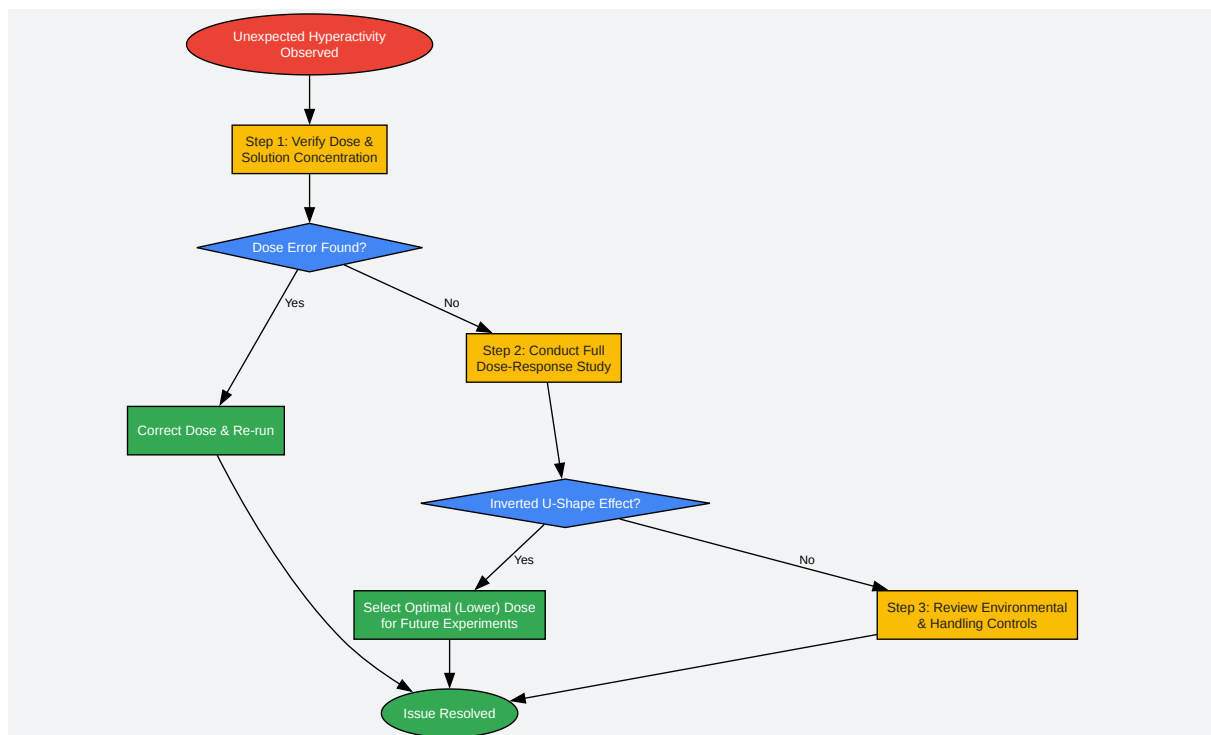 Unexpected Hyperactivity
Observed
Step 1: Verify Dose &
Solution Concentration
Dose Error Found?
Yes
No
Step 2: Conduct Full
Dose-Response Study
Correct Dose & Re-run
Inverted U-Shape Effect?
Yes
No
Select Optimal (Lower) Dose
for Future Experiments
Step 3: Review Environmental
& Handling Controls
Issue Resolved